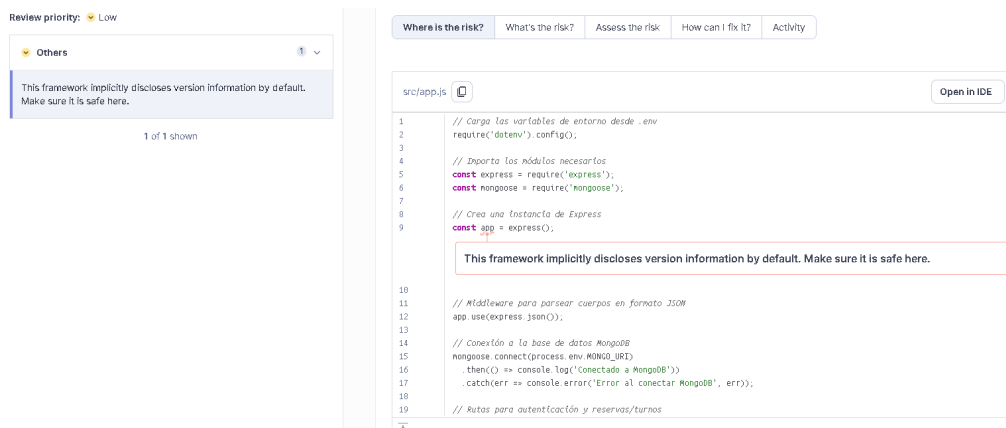 Review priority: Low
Others 1
This framework implicitly discloses version information by default.
Make sure it is safe here.
1 of 1 shown
Where is the risk? What's the risk? Assess the risk How can I fix it? Activity
src/app.js Open in IDE
1 // Carga las variables de entorno desde .env
2 require('dotenv').config();
3
4 // Importa los módulos necesarios
5 const express = require('express');
6 const mongoose = require('mongoose');
7
8 // Crea una instancia de Express
9 const app = express();
This framework implicitly discloses version information by default. Make sure it is safe here.
10
11 // Middleware para parsear cuerpos en formato JSON
12 app.use(express.json());
13
14 // Conexión a la base de datos MongoDB
15 mongoose.connect(process.env.MONGO_URI)
16 .then(() => console.log('Conectado a MongoDB'))
17 .catch(err => console.error('Error al conectar MongoDB', err));
18
19 // Rutas para autenticación y reservas/turnos